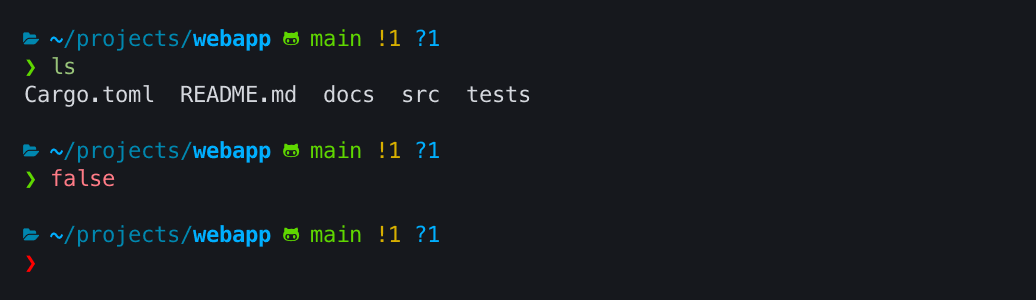 ~/projects/webapp main !1 ?1
❯ ls
Cargo.toml  README.md  docs  src  tests
~/projects/webapp main !1 ?1
❯ false
~/projects/webapp main !1 ?1
❯